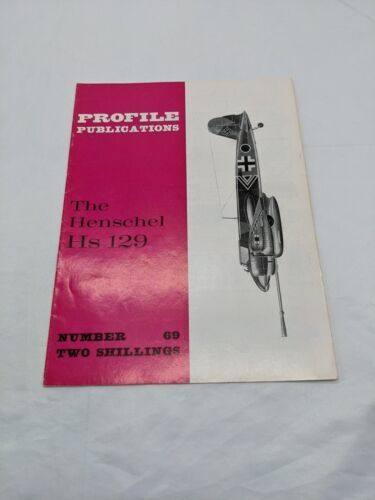 PROFILE
PUBLICATIONS
The
Henschel
Hs 129
NUMBER 69
TWO SHILLINGS